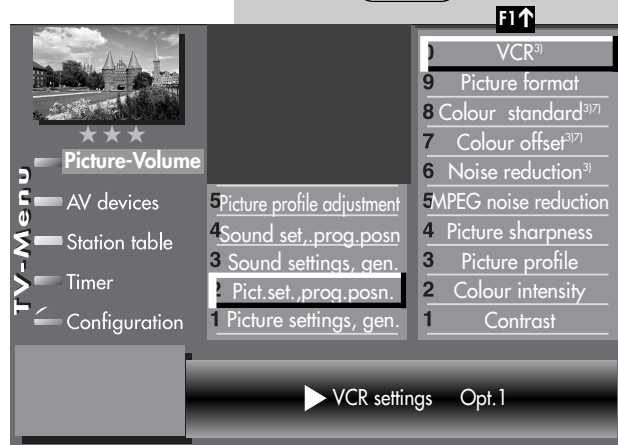 F1↑
TV-Menu
Picture-Volume
AV devices
Station table
Timer
Configuration
5 Picture profile adjustment
4 Sound set,.prog.posn
3 Sound settings, gen.
2 Pict.set.,prog.posn.
1 Picture settings, gen.
0 VCR3)
9 Picture format
8 Colour standard3)7)
7 Colour offset3)7)
6 Noise reduction3)
5 MPEG noise reduction
4 Picture sharpness
3 Picture profile
2 Colour intensity
1 Contrast
VCR settings Opt.1